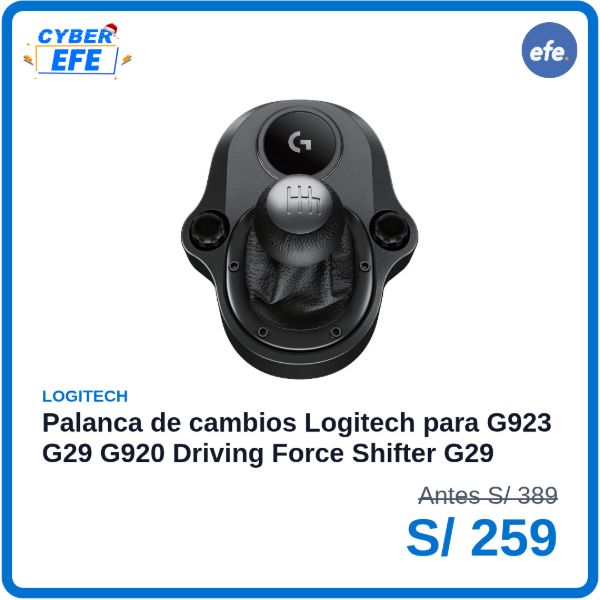 CYBER
EFE
efe.
G
LOGITECH
Palanca de cambios Logitech para G923
G29 G920 Driving Force Shifter G29
Antes S/ 389
S/ 259